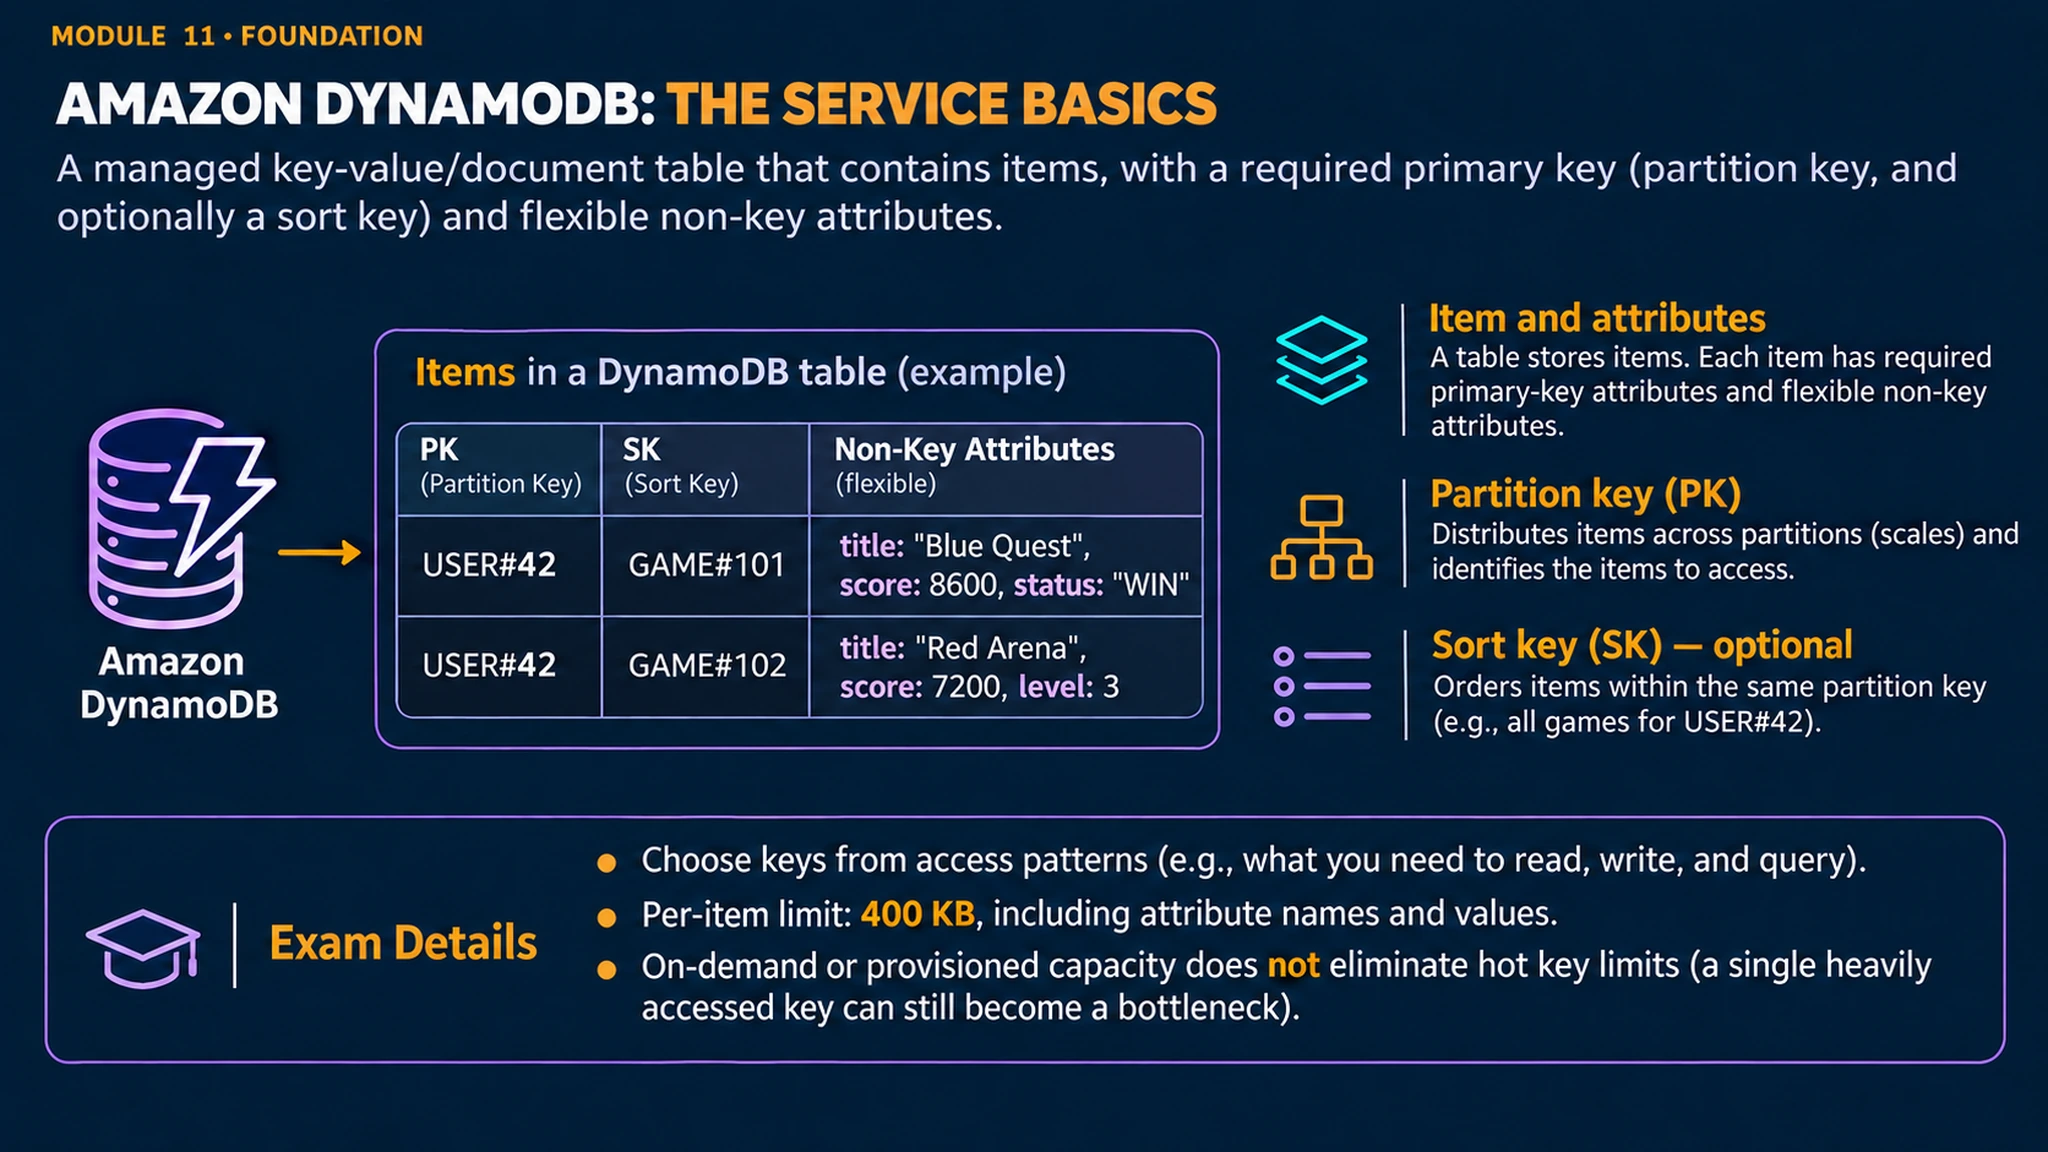 MODULE 11 • FOUNDATION
AMAZON DYNAMODB: THE SERVICE BASICS
A managed key-value/document table that contains items, with a required primary key (partition key, and
optionally a sort key) and flexible non-key attributes.
Amazon
DynamoDB
Items in a DynamoDB table (example)
PK
(Partition Key)
SK
(Sort Key)
Non-Key Attributes
(flexible)
USER#42
GAME#101
title: "Blue Quest",
score: 8600, status: "WIN"
USER#42
GAME#102
title: "Red Arena",
score: 7200, level: 3
Item and attributes
A table stores items. Each item has required
primary-key attributes and flexible non-key
attributes.
Partition key (PK)
Distributes items across partitions (scales) and
identifies the items to access.
Sort key (SK) — optional
Orders items within the same partition key
(e.g., all games for USER#42).
Exam Details
● Choose keys from access patterns (e.g., what you need to read, write, and query).
● Per-item limit: 400 KB, including attribute names and values.
● On-demand or provisioned capacity does not eliminate hot key limits (a single heavily
accessed key can still become a bottleneck).